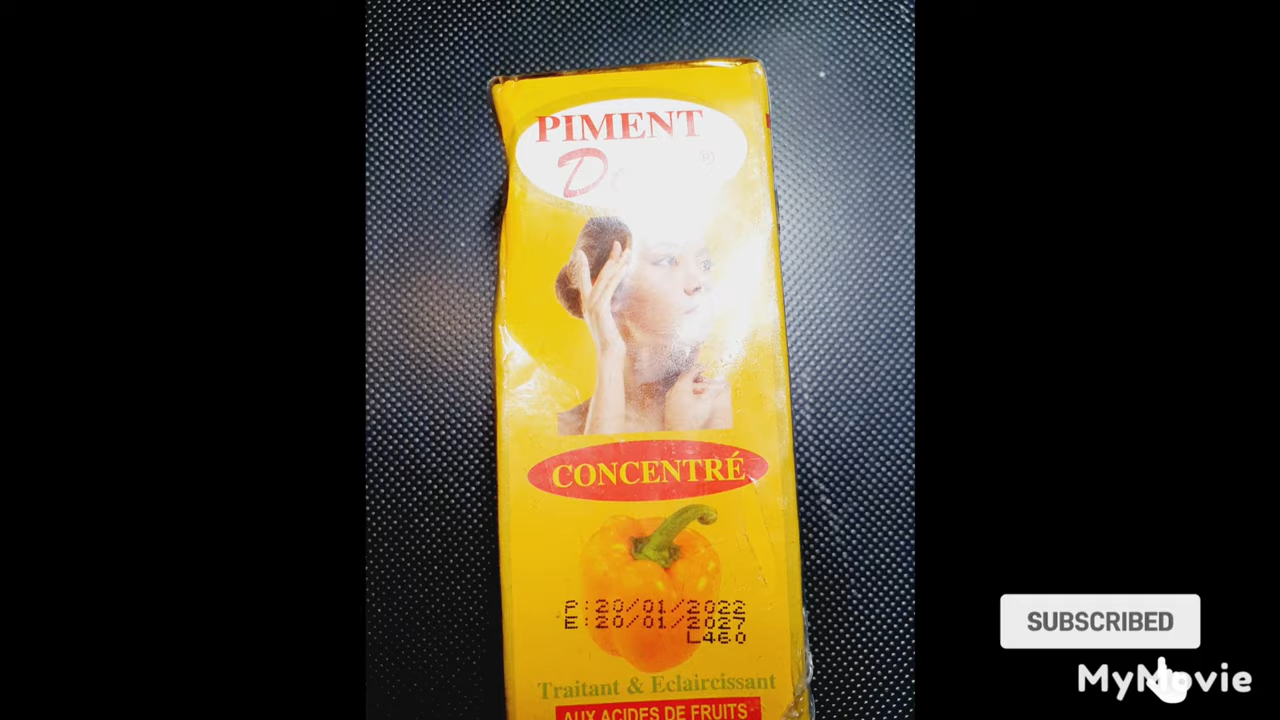 PIMENT
®
CONCENTRÉ
P:20/01/2022
E:20/01/2027
L460
Traitant & Eclaircissant
AUX ACIDES DE FRUITS
SUBSCRIBED
MyMovie